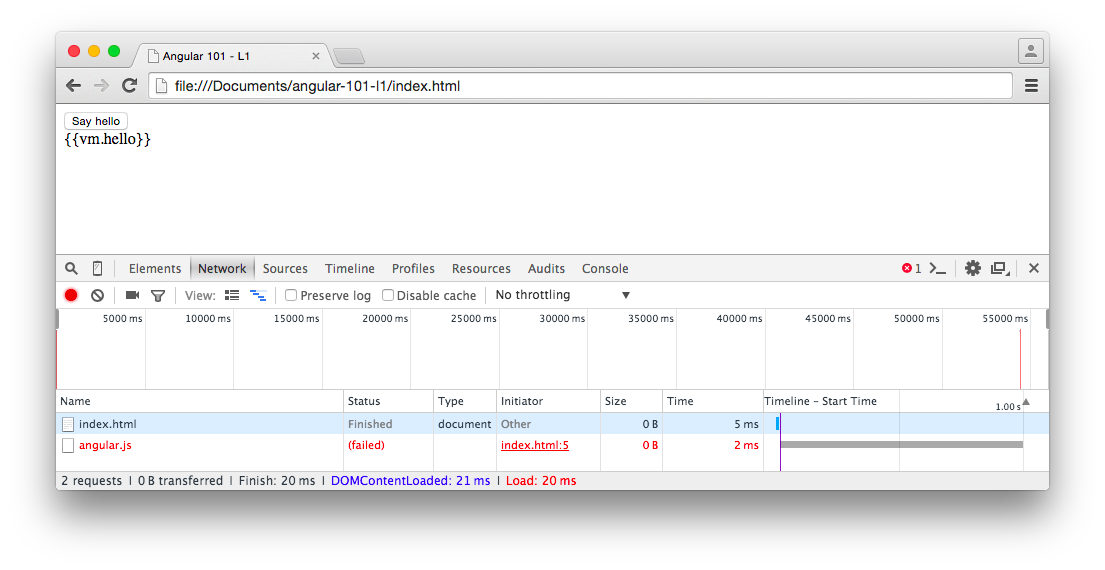 Angular 101 - L1
file:///Documents/angular-101-l1/index.html
Say hello
{{vm.hello}}
Elements Network Sources Timeline Profiles Resources Audits Console 1
View: Preserve log Disable cache No throttling
5000 ms 10000 ms 15000 ms 20000 ms 25000 ms 30000 ms 35000 ms 40000 ms 45000 ms 50000 ms 55000 ms
Name Status Type Initiator Size Time Timeline – Start Time 1.00 s
index.html Finished document Other 0 B 5 ms
angular.js (failed) index.html:5 0 B 2 ms
2 requests | 0 B transferred | Finish: 20 ms | DOMContentLoaded: 21 ms | Load: 20 ms